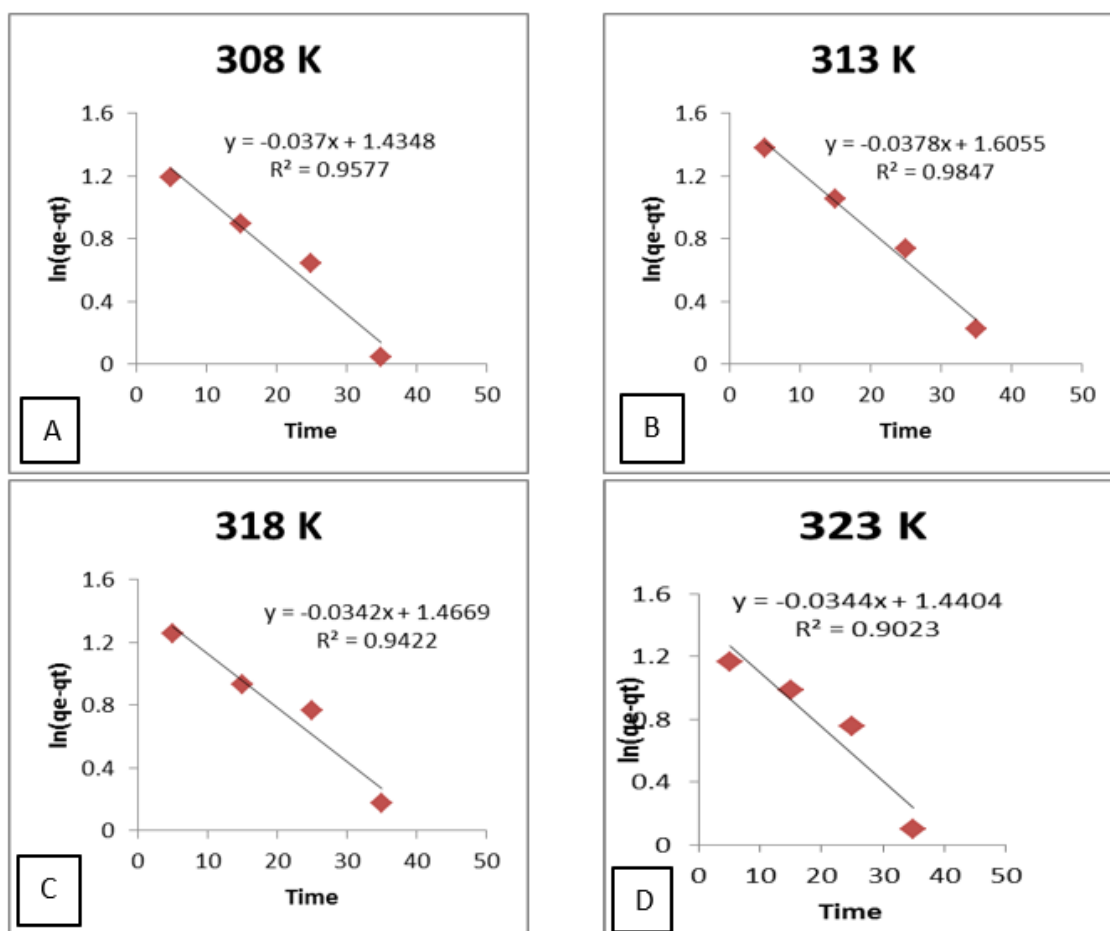 308 K
y = -0.037x + 1.4348
R² = 0.9577
1.6
1.2
0.8
0.4
0
ln(qe-qt)
0 10 20 30 40 50
Time
A
313 K
y = -0.0378x + 1.6055
R² = 0.9847
1.6
1.2
0.8
0.4
0
ln(qe-qt)
0 10 20 30 40 50
Time
B
318 K
y = -0.0342x + 1.4669
R² = 0.9422
1.6
1.2
0.8
0.4
0
ln(qe-qt)
0 10 20 30 40 50
Time
C
323 K
y = -0.0344x + 1.4404
R² = 0.9023
1.6
1.2
0.8
0.4
0
ln(qe-qt)
0 10 20 30 40 50
Time
D